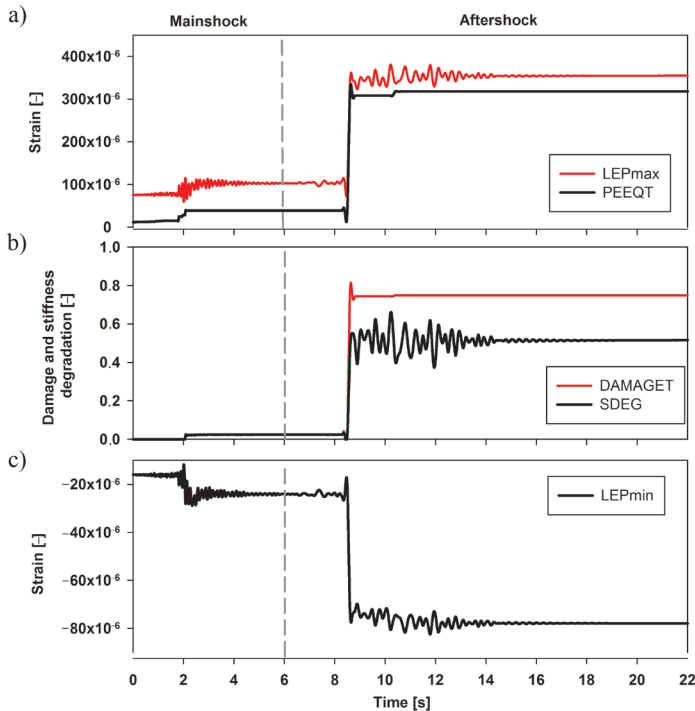 a)
Mainshock
Aftershock
400x10⁻⁶
300x10⁻⁶
200x10⁻⁶
100x10⁻⁶
0
Strain [-]
LEPmax
PEEQT
b)
1.0
0.8
0.6
0.4
0.2
0.0
Damage and stiffness
degradation [-]
DAMAGET
SDEG
c)
−20x10⁻⁶
−40x10⁻⁶
−60x10⁻⁶
−80x10⁻⁶
Strain [-]
LEPmin
0 2 4 6 8 10 12 14 16 18 20 22
Time [s]